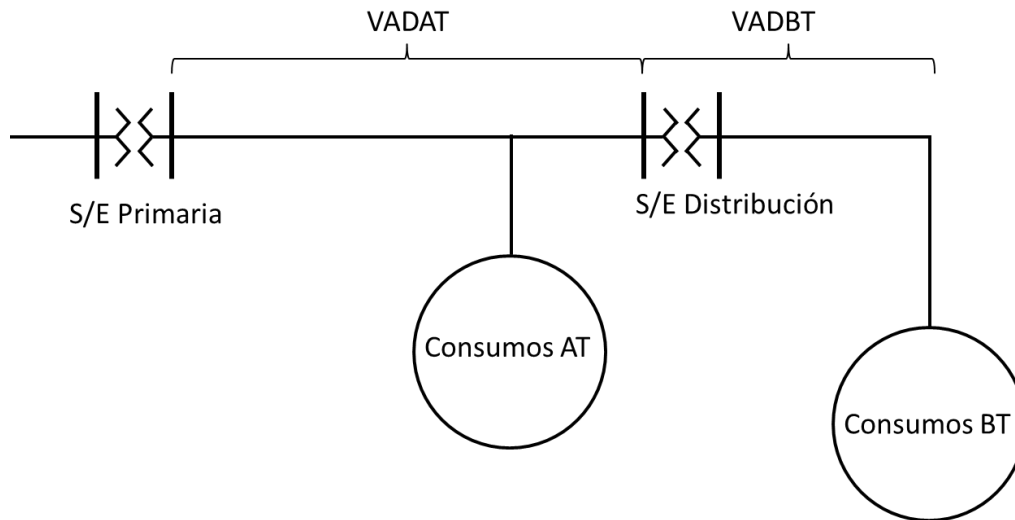 VADAT
VADBT
S/E Primaria
S/E Distribución
Consumos AT
Consumos BT